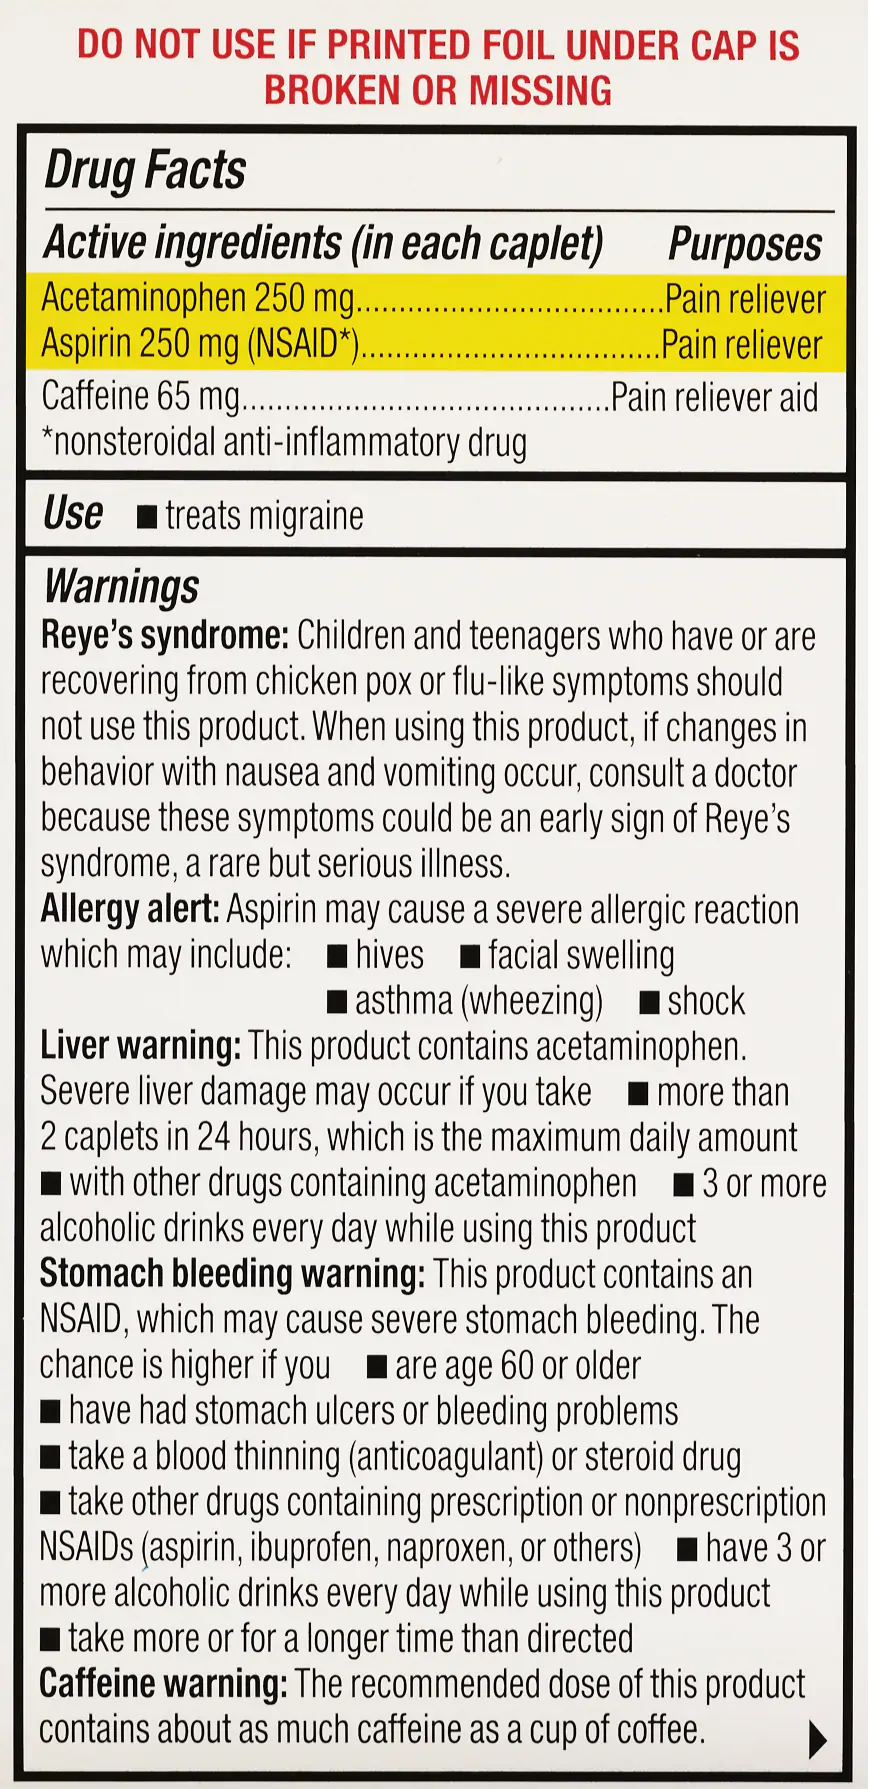 DO NOT USE IF PRINTED FOIL UNDER CAP IS
BROKEN OR MISSING
Drug Facts
Active ingredients (in each caplet) Purposes
Acetaminophen 250 mg....................................Pain reliever
Aspirin 250 mg (NSAID*)...................................Pain reliever
Caffeine 65 mg...........................................Pain reliever aid
*nonsteroidal anti-inflammatory drug
Use ■ treats migraine
Warnings
Reye's syndrome: Children and teenagers who have or are
recovering from chicken pox or flu-like symptoms should
not use this product. When using this product, if changes in
behavior with nausea and vomiting occur, consult a doctor
because these symptoms could be an early sign of Reye's
syndrome, a rare but serious illness.
Allergy alert: Aspirin may cause a severe allergic reaction
which may include: ■ hives ■ facial swelling
■ asthma (wheezing) ■ shock
Liver warning: This product contains acetaminophen.
Severe liver damage may occur if you take ■ more than
2 caplets in 24 hours, which is the maximum daily amount
■ with other drugs containing acetaminophen ■ 3 or more
alcoholic drinks every day while using this product
Stomach bleeding warning: This product contains an
NSAID, which may cause severe stomach bleeding. The
chance is higher if you ■ are age 60 or older
■ have had stomach ulcers or bleeding problems
■ take a blood thinning (anticoagulant) or steroid drug
■ take other drugs containing prescription or nonprescription
NSAIDs (aspirin, ibuprofen, naproxen, or others) ■ have 3 or
more alcoholic drinks every day while using this product
■ take more or for a longer time than directed
Caffeine warning: The recommended dose of this product
contains about as much caffeine as a cup of coffee.